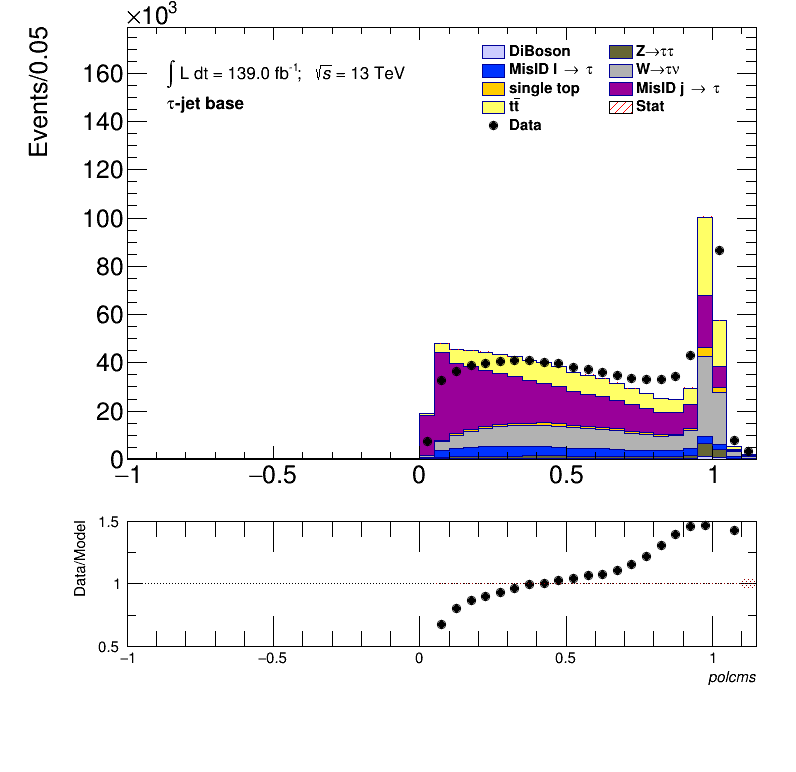 ×10³
Events/0.05
160
140
120
100
80
60
40
20
0
∫ L dt = 139.0 fb⁻¹; √s = 13 TeV
τ-jet base
DiBoson
Z→ττ
MisID l → τ
W→τν
single top
MisID j → τ
tt̄
Stat
Data
−1
−0.5
0
0.5
1
Data/Model
1.5
1
0.5
−1
−0.5
0
0.5
1
polcms